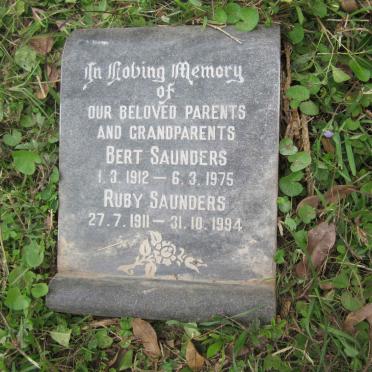 In Loving Memory
of
OUR BELOVED PARENTS
AND GRANDPARENTS
BERT SAUNDERS
1.3.1912 – 6.3.1975
RUBY SAUNDERS
27.7.1911 – 31.10.1994